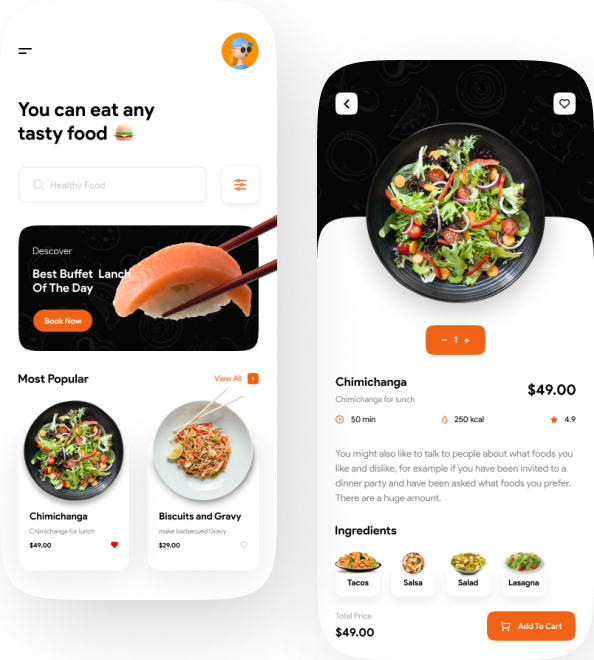 You can eat any
tasty food
Healthy Food
Descover
Best Buffet Lanch
Of The Day
Book Now
Most Popular
View All
Chimichanga
Chimichanga for lunch
$49.00
Biscuits and Gravy
make barbecued Gravy
$29.00
− 1 +
Chimichanga
Chimichanga for lunch
$49.00
50 min
250 kcal
4.9
You might also like to talk to people about what foods you
like and dislike, for example if you have been invited to a
dinner party and have been asked what foods you prefer.
There are a huge amount.
Ingredients
Tacos
Salsa
Salad
Lasagna
Total Price
$49.00
Add To Cart